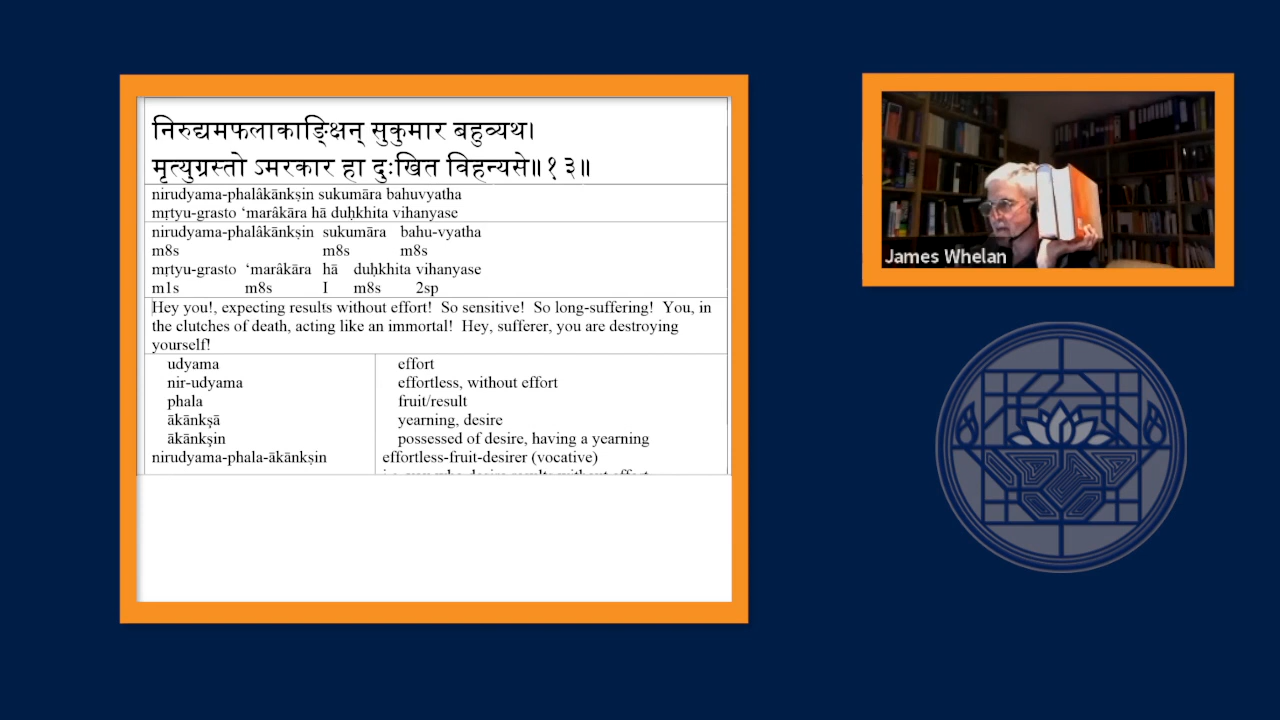 निरुद्यमफलाकाङ्क्षिन् सुकुमार बहुव्यथ।
मृत्युग्रस्तो ऽमरकार हा दुःखित विहन्यसे॥१३॥
nirudyama-phalâkānkṣin sukumāra bahuvyatha
mṛtyu-grasto ‘marâkāra hā duḥkhita vihanyase
nirudyama-phalâkānkṣin sukumāra bahu-vyatha
m8s m8s m8s
mṛtyu-grasto ‘marâkāra hā duḥkhita vihanyase
m1s m8s I m8s 2sp
Hey you!, expecting results without effort! So sensitive! So long-suffering! You, in
the clutches of death, acting like an immortal! Hey, sufferer, you are destroying
yourself!
udyama effort
nir-udyama effortless, without effort
phala fruit/result
ākānkṣā yearning, desire
ākānkṣin possessed of desire, having a yearning
nirudyama-phala-ākānkṣin effortless-fruit-desirer (vocative)
James Whelan